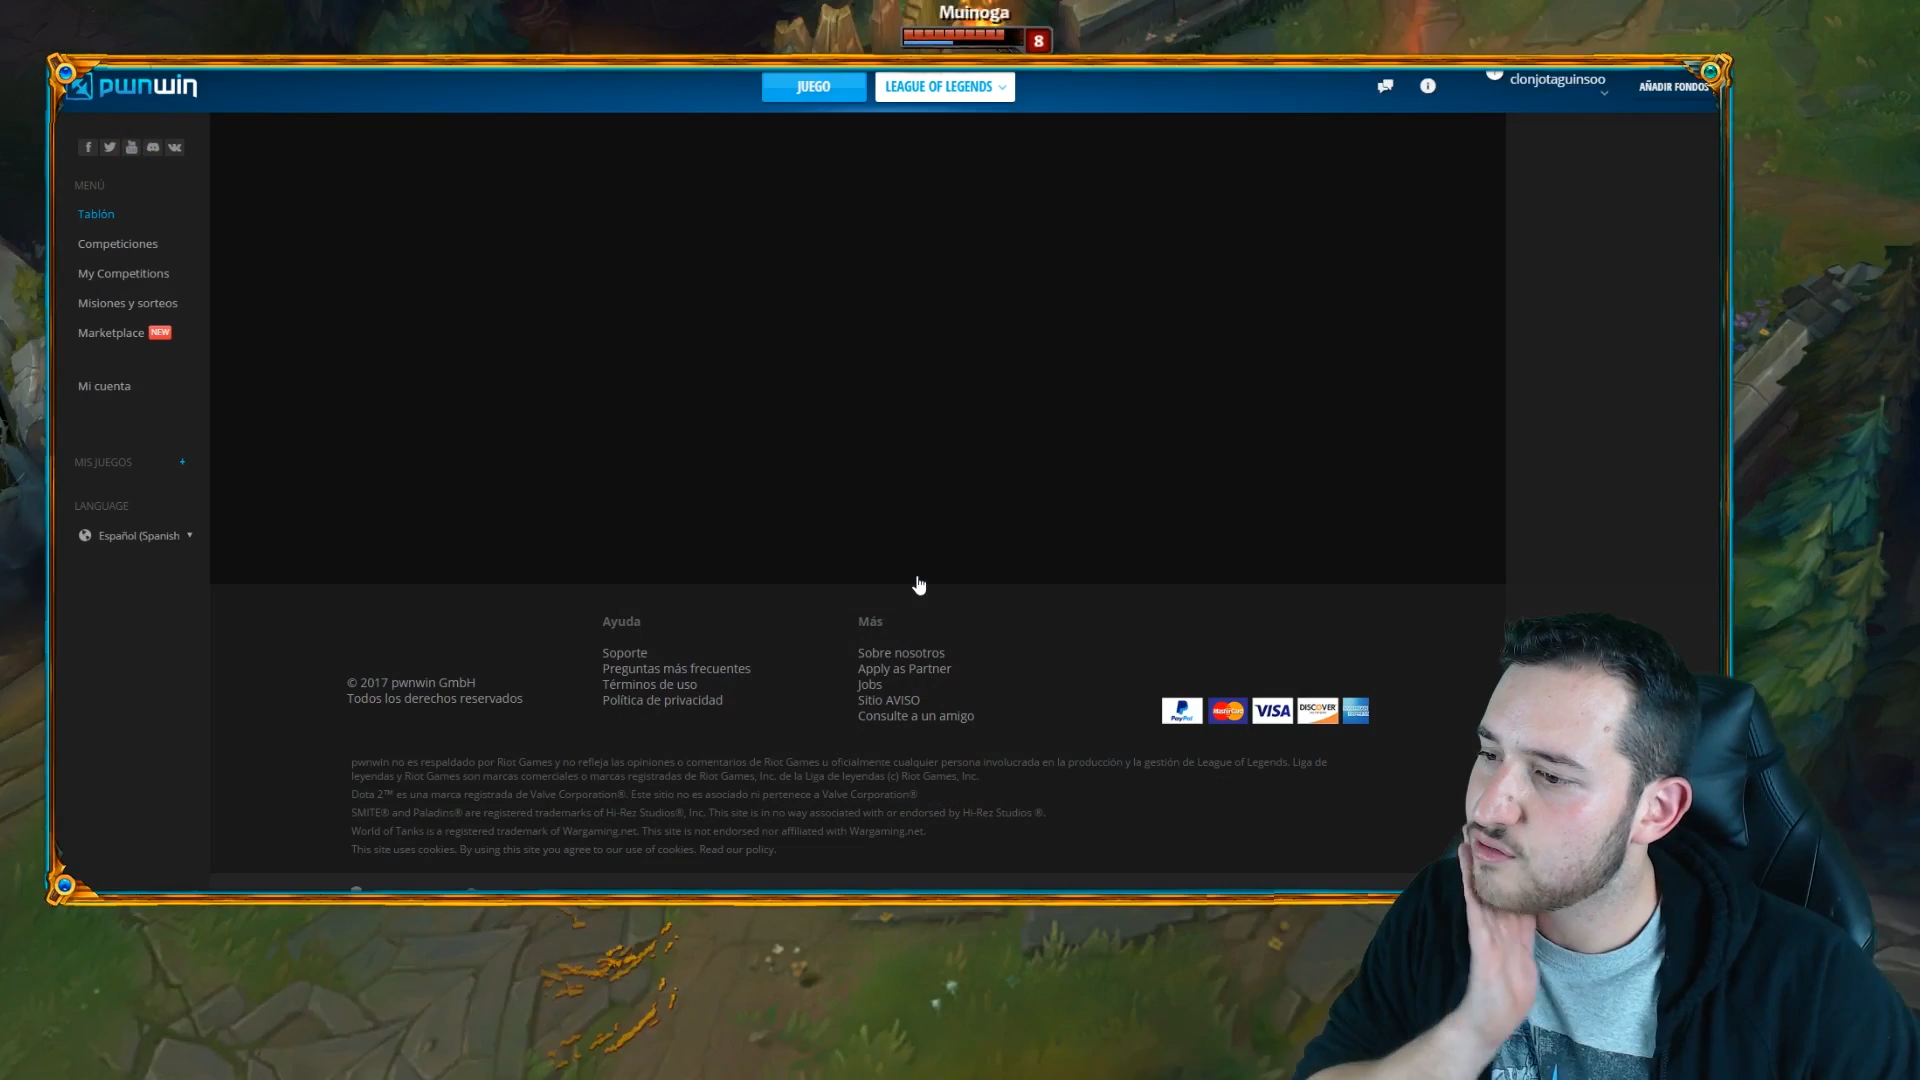 Muinoga
8
pwnwin
JUEGO
LEAGUE OF LEGENDS
clonjotaguinsoo
AÑADIR FONDOS
MENÚ
Tablón
Competiciones
My Competitions
Misiones y sorteos
Marketplace NEW
Mi cuenta
MIS JUEGOS +
LANGUAGE
Español (Spanish
Ayuda
Soporte
Preguntas más frecuentes
Términos de uso
Política de privacidad
Más
Sobre nosotros
Apply as Partner
Jobs
Sitio AVISO
Consulte a un amigo
© 2017 pwnwin GmbH
Todos los derechos reservados
PayPal MasterCard VISA DISCOVER
pwnwin no es respaldado por Riot Games y no refleja las opiniones o comentarios de Riot Games u oficialmente cualquier persona involucrada en la producción y la gestión de League of Legends. Liga de
leyendas y Riot Games son marcas comerciales o marcas registradas de Riot Games, Inc. de la Liga de leyendas (c) Riot Games, Inc.
Dota 2™ es una marca registrada de Valve Corporation®. Este sitio no es asociado ni pertenece a Valve Corporation®
SMITE® and Paladins® are registered trademarks of Hi-Rez Studios®, Inc. This site is in no way associated with or endorsed by Hi-Rez Studios ®.
World of Tanks is a registered trademark of Wargaming.net. This site is not endorsed nor affiliated with Wargaming.net.
This site uses cookies. By using this site you agree to our use of cookies. Read our policy.